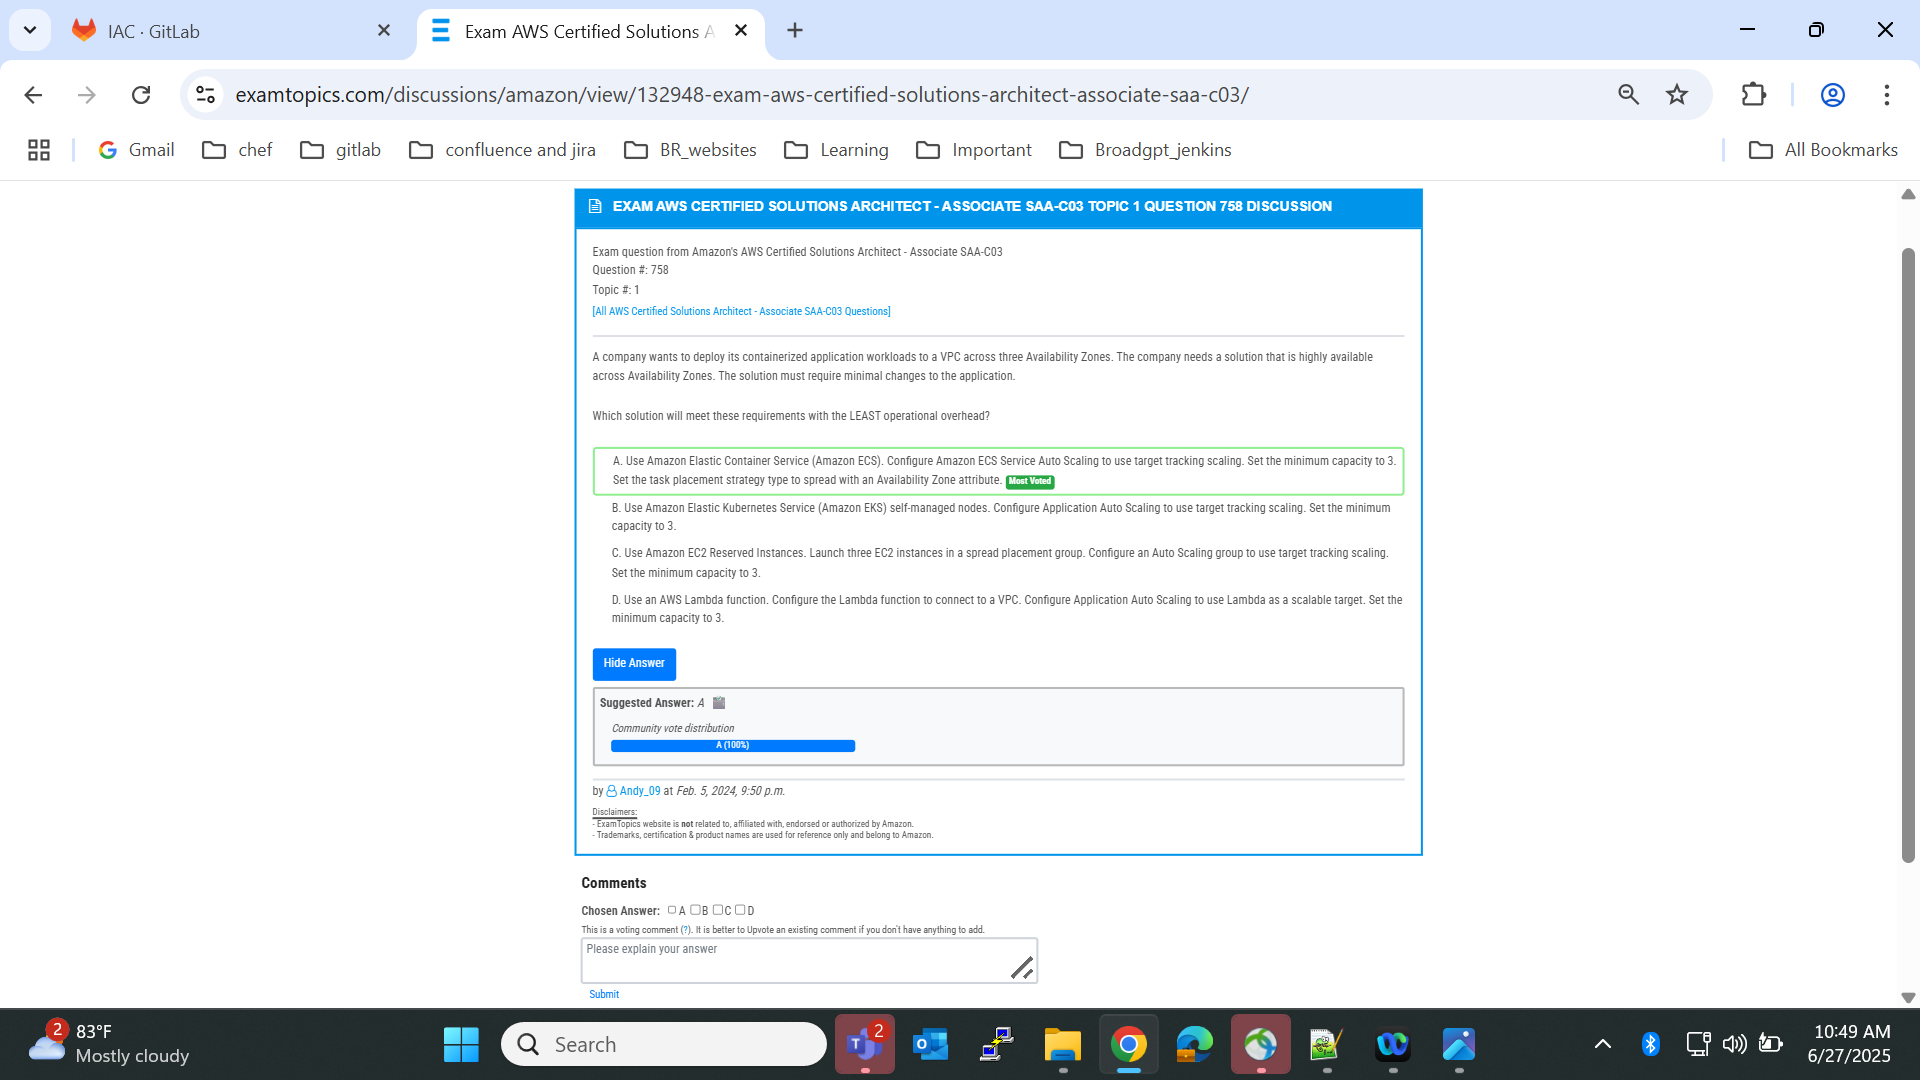 IAC · GitLab
Exam AWS Certified Solutions A
examtopics.com/discussions/amazon/view/132948-exam-aws-certified-solutions-architect-associate-saa-c03/
Gmail
chef
gitlab
confluence and jira
BR_websites
Learning
Important
Broadgpt_jenkins
All Bookmarks
EXAM AWS CERTIFIED SOLUTIONS ARCHITECT - ASSOCIATE SAA-C03 TOPIC 1 QUESTION 758 DISCUSSION
Exam question from Amazon's AWS Certified Solutions Architect - Associate SAA-C03
Question #: 758
Topic #: 1
[All AWS Certified Solutions Architect - Associate SAA-C03 Questions]
A company wants to deploy its containerized application workloads to a VPC across three Availability Zones. The company needs a solution that is highly available
across Availability Zones. The solution must require minimal changes to the application.
Which solution will meet these requirements with the LEAST operational overhead?
A. Use Amazon Elastic Container Service (Amazon ECS). Configure Amazon ECS Service Auto Scaling to use target tracking scaling. Set the minimum capacity to 3.
Set the task placement strategy type to spread with an Availability Zone attribute. Most Voted
B. Use Amazon Elastic Kubernetes Service (Amazon EKS) self-managed nodes. Configure Application Auto Scaling to use target tracking scaling. Set the minimum
capacity to 3.
C. Use Amazon EC2 Reserved Instances. Launch three EC2 instances in a spread placement group. Configure an Auto Scaling group to use target tracking scaling.
Set the minimum capacity to 3.
D. Use an AWS Lambda function. Configure the Lambda function to connect to a VPC. Configure Application Auto Scaling to use Lambda as a scalable target. Set the
minimum capacity to 3.
Hide Answer
Suggested Answer: A
Community vote distribution
A (100%)
by Andy_09 at Feb. 5, 2024, 9:50 p.m.
Disclaimers:
- ExamTopics website is not related to, affiliated with, endorsed or authorized by Amazon.
- Trademarks, certification & product names are used for reference only and belong to Amazon.
Comments
Chosen Answer: A B C D
This is a voting comment (?). It is better to Upvote an existing comment if you don't have anything to add.
Please explain your answer
Submit
2
83°F
Mostly cloudy
Search
2
10:49 AM
6/27/2025